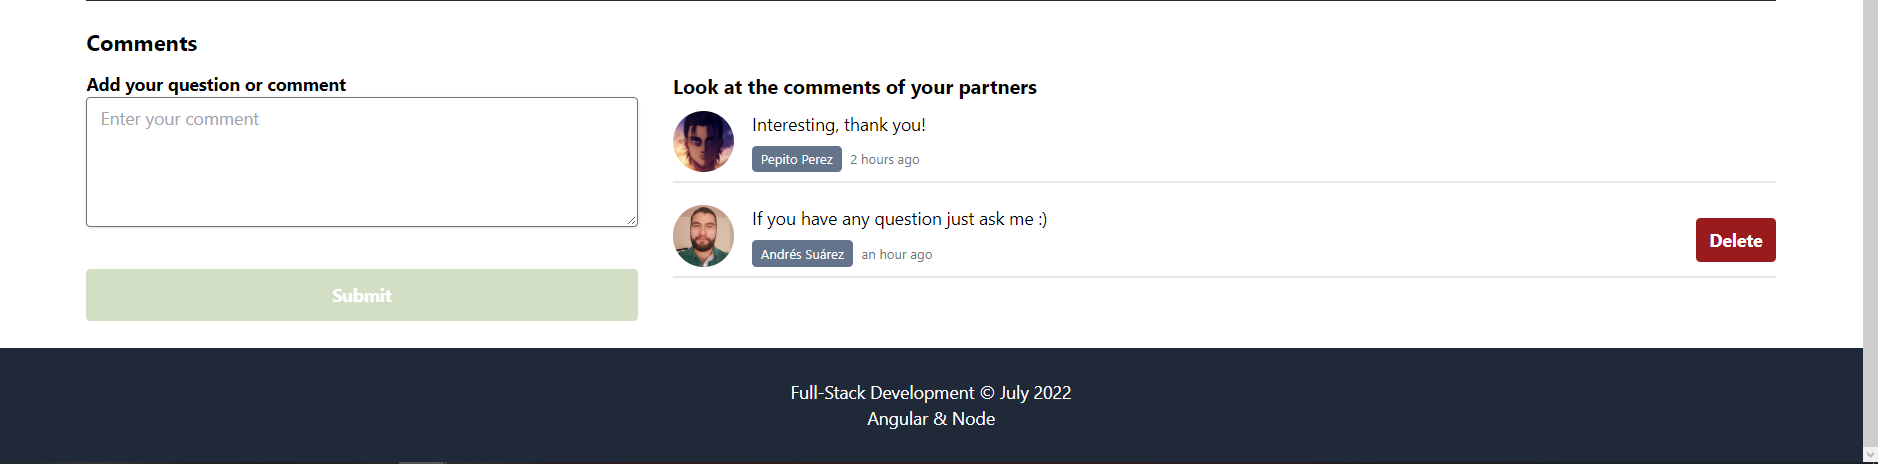 Comments
Add your question or comment
Enter your comment
Submit
Look at the comments of your partners
Interesting, thank you!
Pepito Perez 2 hours ago
If you have any question just ask me :)
Andrés Suárez an hour ago
Delete
Full-Stack Development © July 2022
Angular & Node